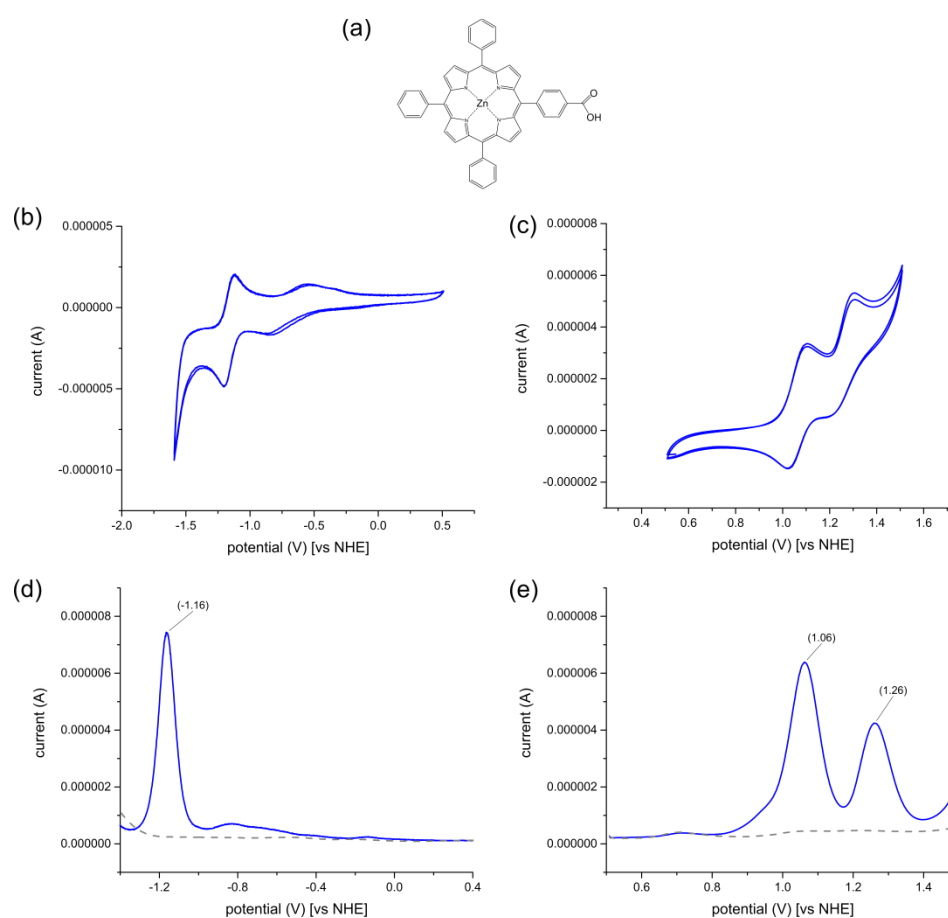 (a)
N
N
Zn
N
N
O
OH
(b)
0.000005
0.000000
-0.000005
-0.000010
current (A)
-2.0 -1.5 -1.0 -0.5 0.0 0.5
potential (V) [vs NHE]
(c)
0.000008
0.000006
0.000004
0.000002
0.000000
-0.000002
current (A)
0.4 0.6 0.8 1.0 1.2 1.4 1.6
potential (V) [vs NHE]
(d)
(-1.16)
0.000008
0.000006
0.000004
0.000002
0.000000
current (A)
-1.2 -0.8 -0.4 0.0 0.4
potential (V) [vs NHE]
(e)
(1.06)
(1.26)
0.000008
0.000006
0.000004
0.000002
0.000000
current (A)
0.6 0.8 1.0 1.2 1.4
potential (V) [vs NHE]